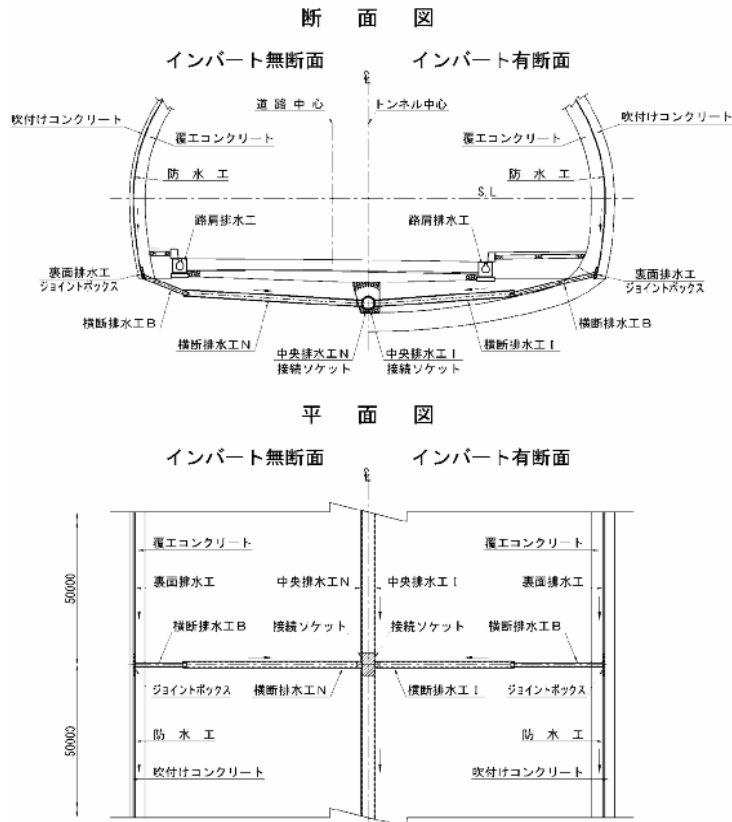 断面図
インバート無断面
インバート有断面
℄
道路中心
トンネル中心
吹付けコンクリート
吹付けコンクリート
覆工コンクリート
覆工コンクリート
防水工
防水工
S.L
路肩排水工
路肩排水工
裏面排水工
ジョイントボックス
裏面排水工
ジョイントボックス
横断排水工B
横断排水工B
横断排水工N
中央排水工N
接続ソケット
中央排水工I
接続ソケット
横断排水工I
平面図
インバート無断面
インバート有断面
℄
覆工コンクリート
覆工コンクリート
50000
裏面排水工
中央排水工N
中央排水工I
裏面排水工
横断排水工B
接続ソケット
接続ソケット
横断排水工B
ジョイントボックス
横断排水工N
横断排水工I
ジョイントボックス
50000
防水工
防水工
吹付けコンクリート
吹付けコンクリート